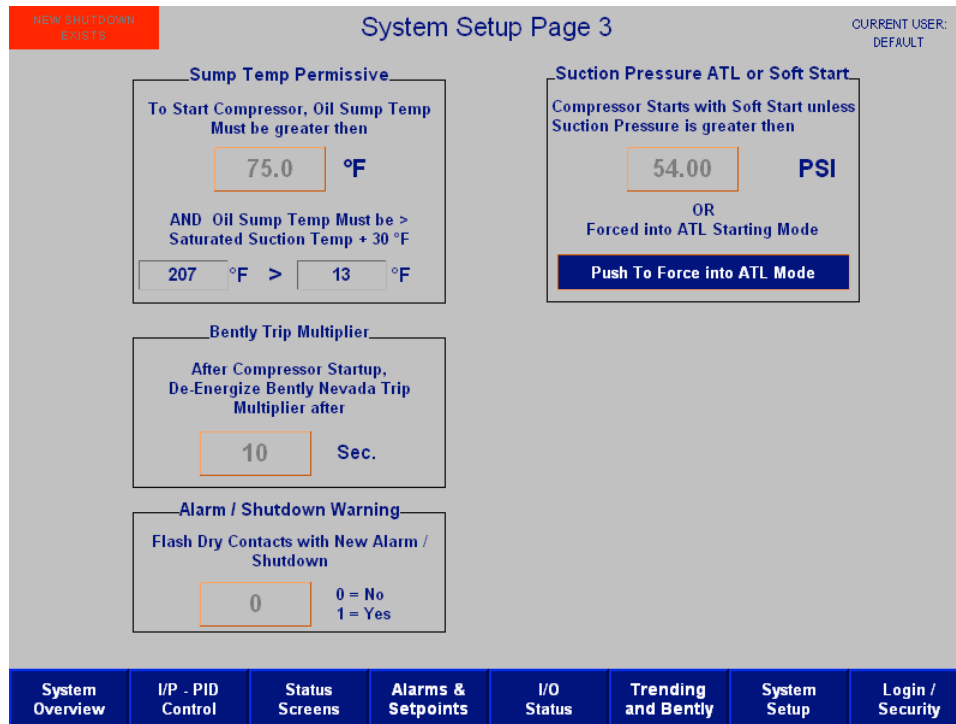 NEW SHUTDOWN
EXISTS
System Setup Page 3
CURRENT USER:
DEFAULT
Sump Temp Permissive
To Start Compressor, Oil Sump Temp
Must be greater then
75.0 °F
AND Oil Sump Temp Must be >
Saturated Suction Temp + 30 °F
207 °F > 13 °F
Suction Pressure ATL or Soft Start
Compressor Starts with Soft Start unless
Suction Pressure is greater then
54.00 PSI
OR
Forced into ATL Starting Mode
Push To Force into ATL Mode
Bently Trip Multiplier
After Compressor Startup,
De-Energize Bently Nevada Trip
Multiplier after
10 Sec.
Alarm / Shutdown Warning
Flash Dry Contacts with New Alarm /
Shutdown
0 0 = No
1 = Yes
System
Overview
I/P - PID
Control
Status
Screens
Alarms &
Setpoints
I/O
Status
Trending
and Bently
System
Setup
Login /
Security